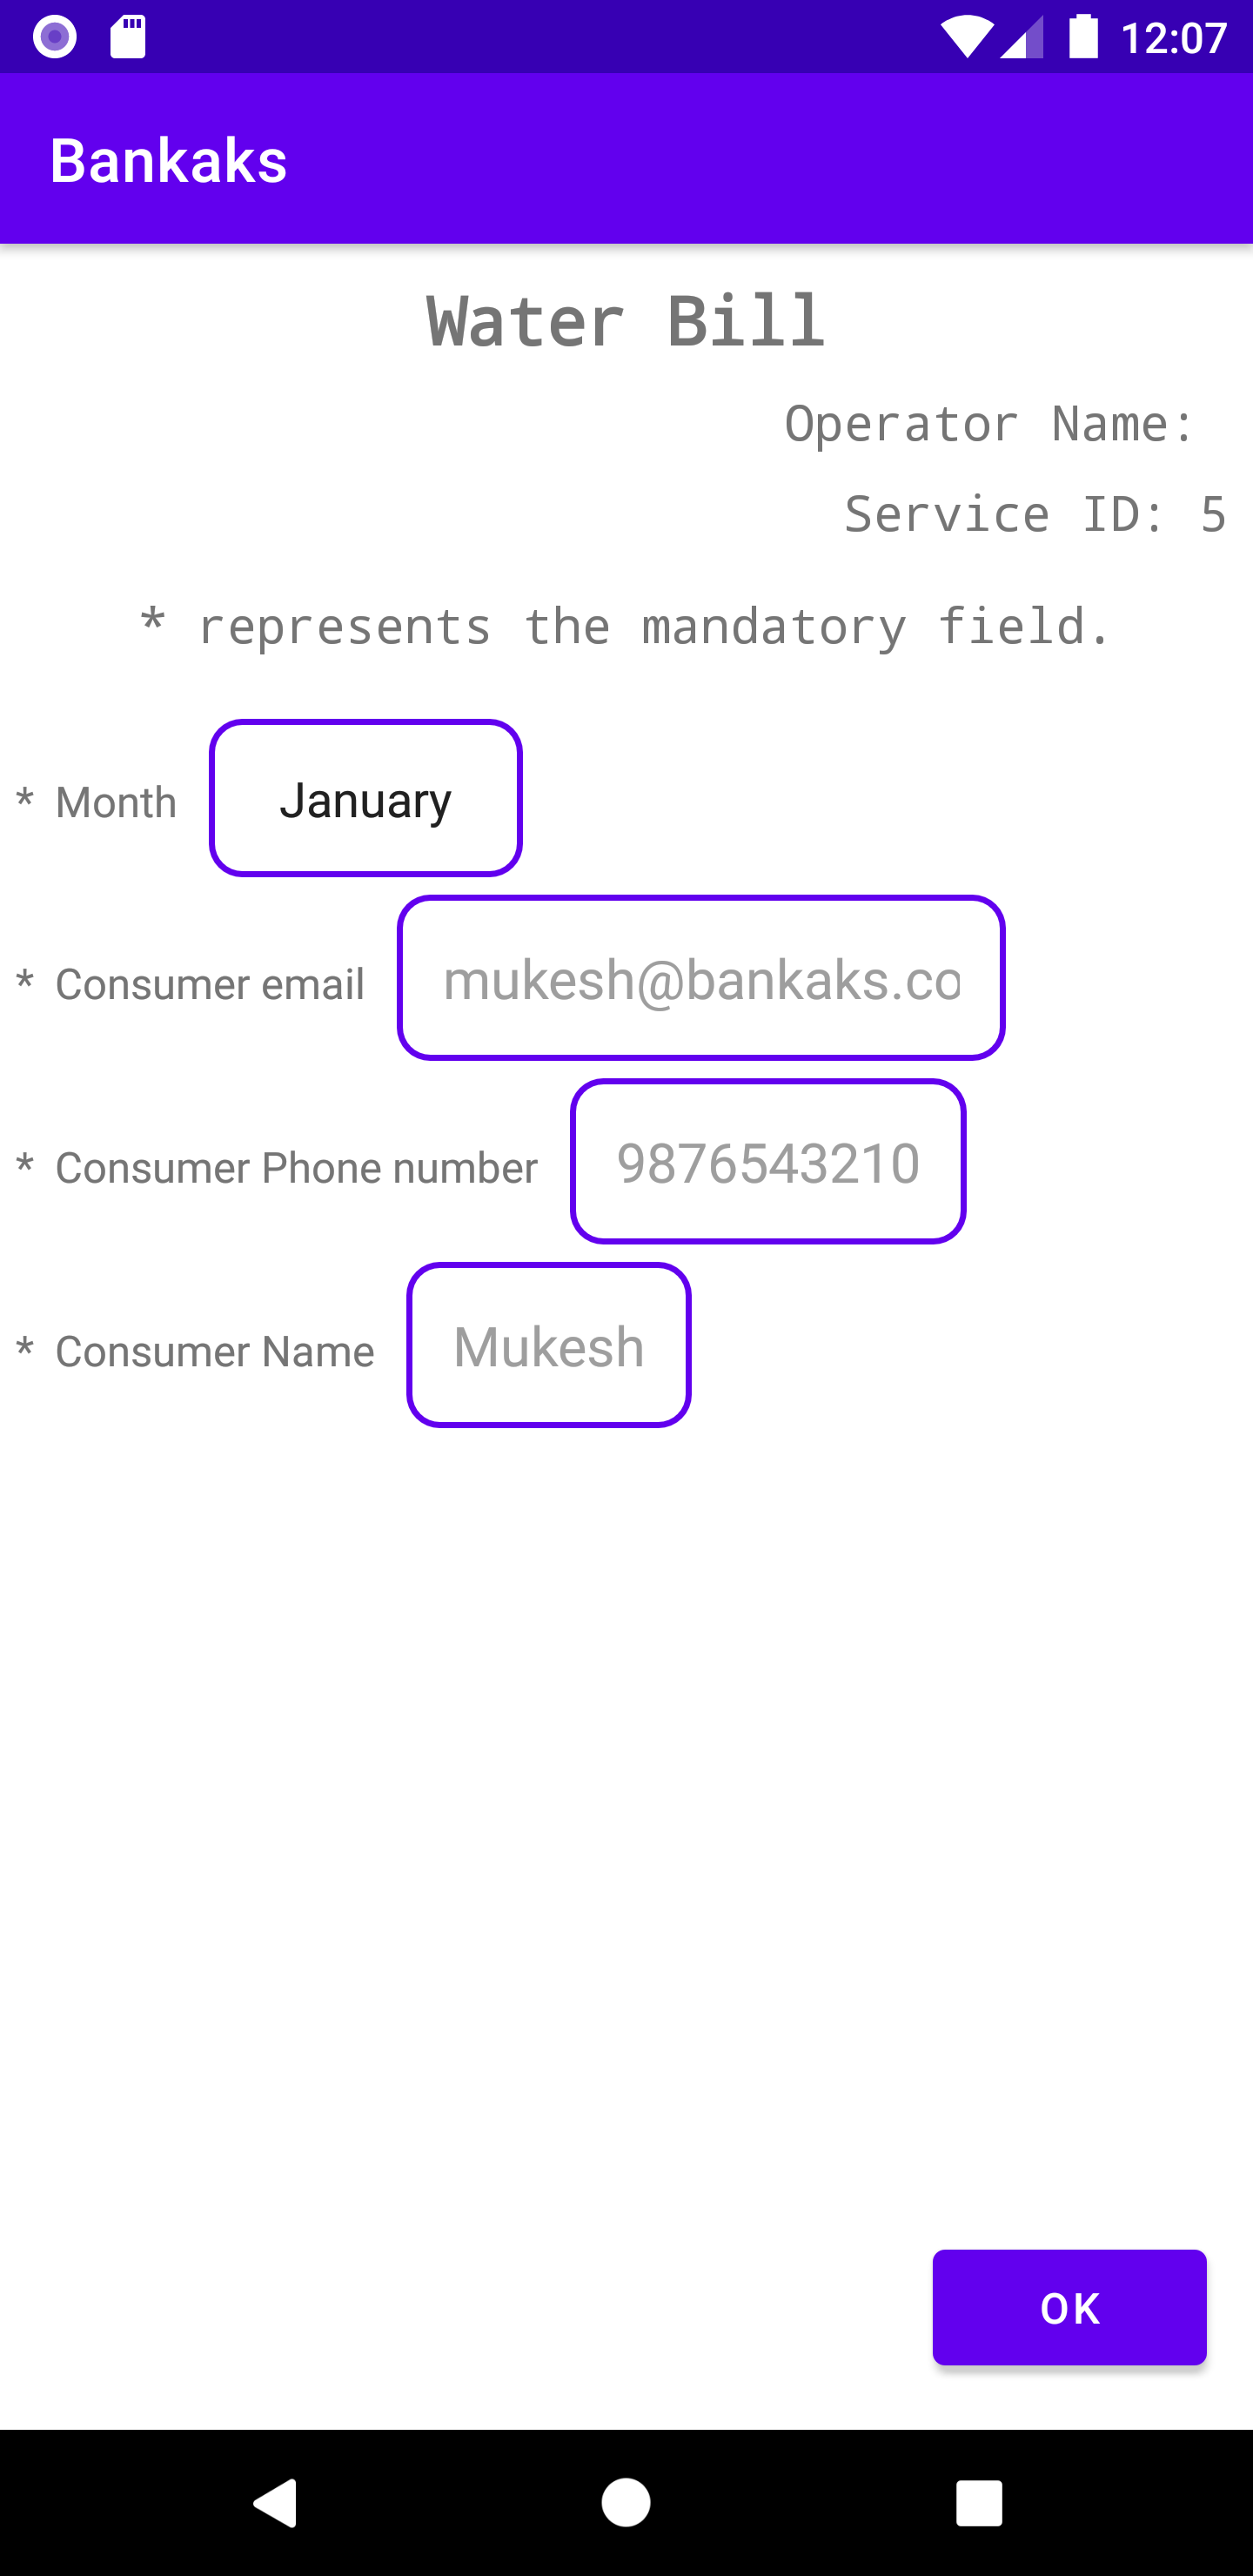 12:07
Bankaks
Water Bill
Operator Name:
Service ID: 5
* represents the mandatory field.
* Month January
* Consumer email mukesh@bankaks.co
* Consumer Phone number 9876543210
* Consumer Name Mukesh
OK